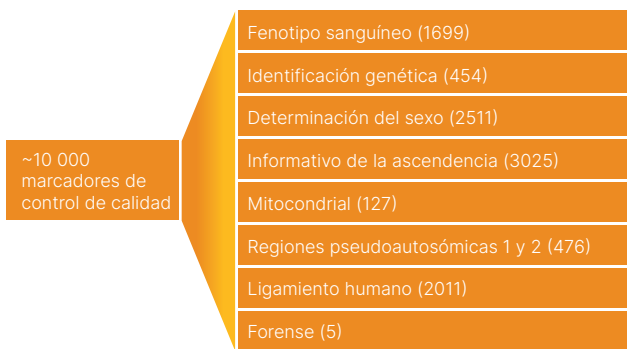 ~10 000
marcadores de
control de calidad
Fenotipo sanguíneo (1699)
Identificación genética (454)
Determinación del sexo (2511)
Informativo de la ascendencia (3025)
Mitocondrial (127)
Regiones pseudoautosómicas 1 y 2 (476)
Ligamiento humano (2011)
Forense (5)